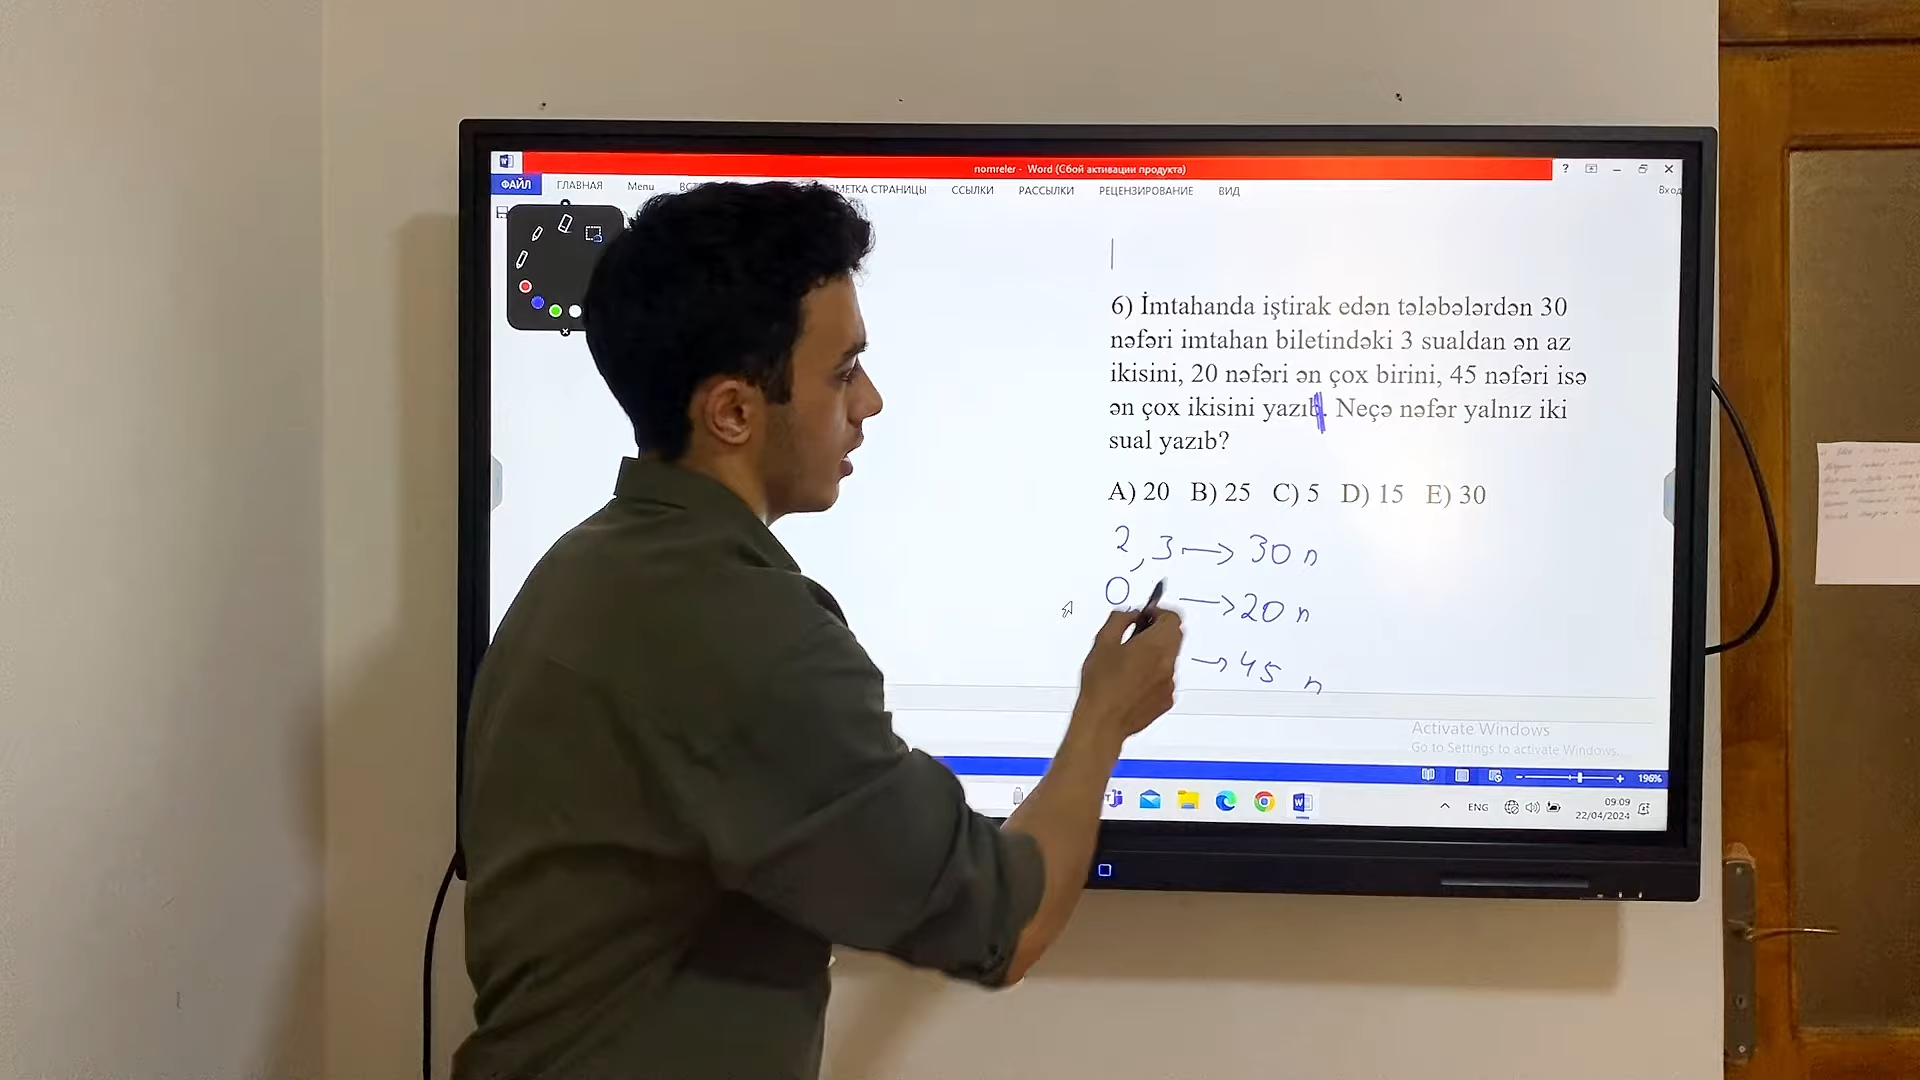 nomreler - Word (Сбой активации продукта)
?
ФАЙЛ ГЛАВНАЯ Menu РАЗМЕТКА СТРАНИЦЫ ССЫЛКИ РАССЫЛКИ РЕЦЕНЗИРОВАНИЕ ВИД
Вход
6) İmtahanda iştirak edən tələbələrdən 30
nəfəri imtahan biletindəki 3 sualdan ən az
ikisini, 20 nəfəri ən çox birini, 45 nəfəri isə
ən çox ikisini yazıb. Neçə nəfər yalnız iki
sual yazıb?
A) 20 B) 25 C) 5 D) 15 E) 30
2, 3 → 30 n
0, → 20 n
→ 45 n
Activate Windows
Go to Settings to activate Windows.
196%
ENG
09:09
22/04/2024